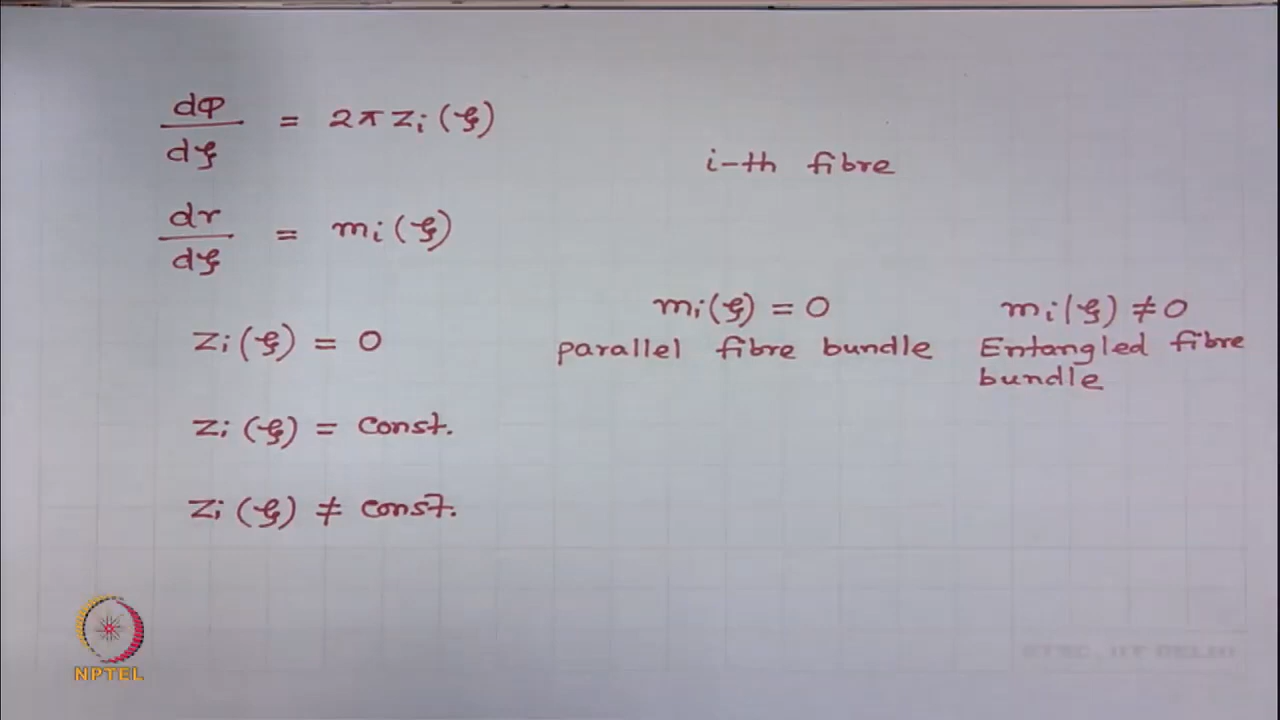 dφ/dξ = 2π zᵢ (ξ)
i-th fibre
dr/dξ = mᵢ (ξ)
mᵢ(ξ) = 0
mᵢ(ξ) ≠ 0
zᵢ (ξ) = 0
parallel fibre bundle
Entangled fibre
bundle
zᵢ (ξ) = const.
zᵢ (ξ) ≠ const.
NPTEL